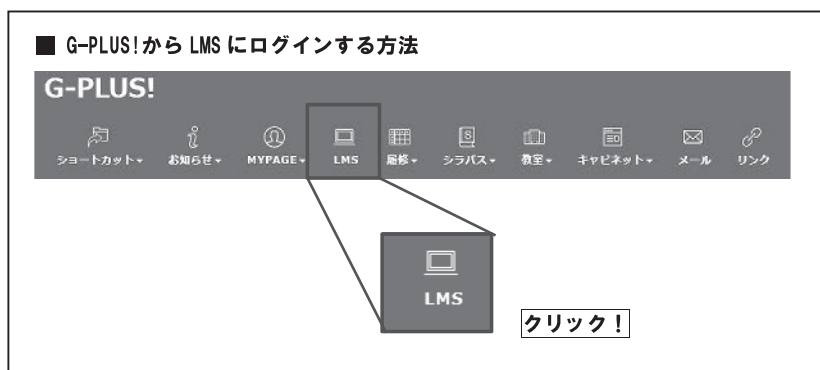 ■ G-PLUS!から LMS にログインする方法
G-PLUS!
ショートカット▾ お知らせ▾ MYPAGE▾ LMS 履修▾ シラバス▾ 教室▾ キャビネット▾ メール リンク
LMS
クリック！